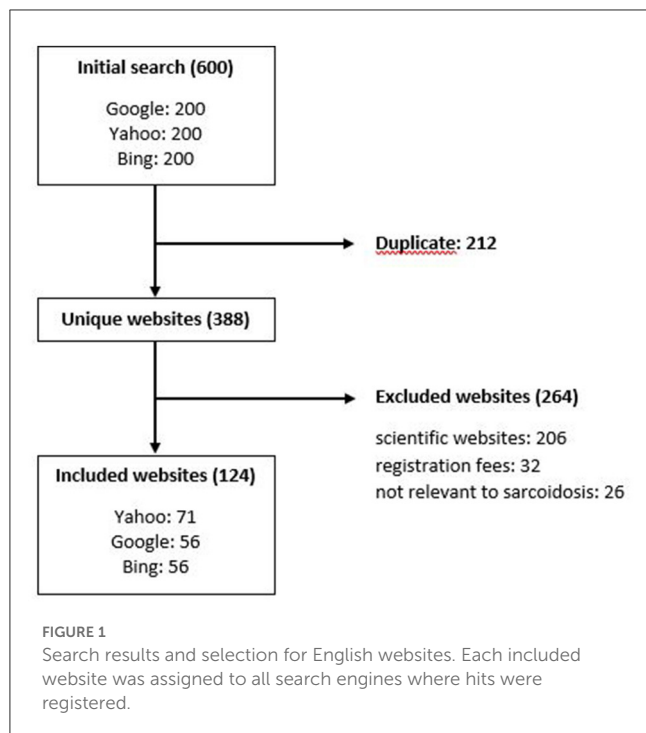 Initial search (600)
Google: 200
Yahoo: 200
Bing: 200
Duplicate: 212
Unique websites (388)
Excluded websites (264)
scientific websites: 206
registration fees: 32
not relevant to sarcoidosis: 26
Included websites (124)
Yahoo: 71
Google: 56
Bing: 56
FIGURE 1
Search results and selection for English websites. Each included
website was assigned to all search engines where hits were
registered.